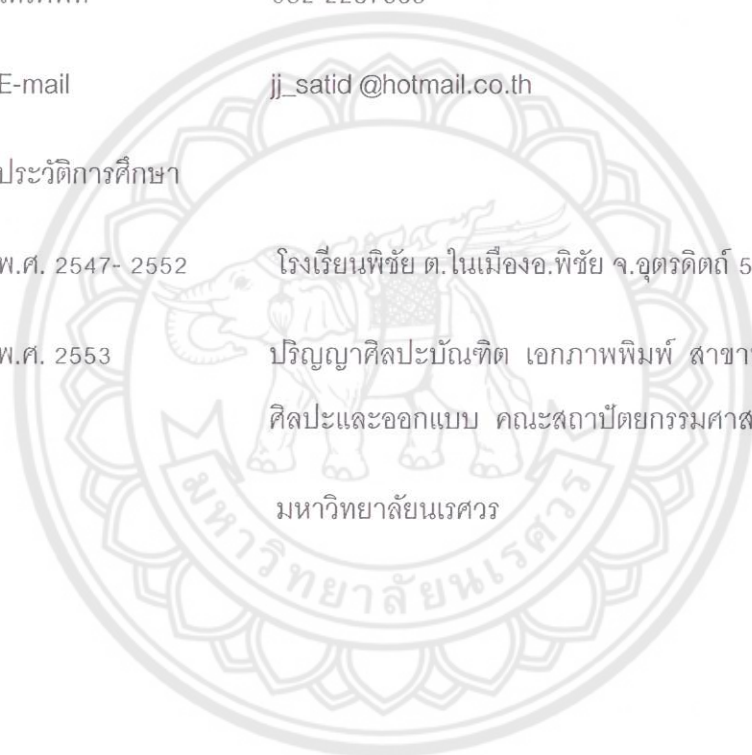 E-mail jj_satid @hotmail.co.th
ประวัติการศึกษา
พ.ศ. 2547- 2552 โรงเรียนพิชัย ต.ในเมืองอ.พิชัย จ.อุตรดิตถ์ 5
พ.ศ. 2553 ปริญญาศิลปะบัณฑิต เอกภาพพิมพ์
ศิลปะและออกแบบ คณะสถาปัตยกรรมศาส
มหาวิทยาลัยนเรศวร
มหาวิทยาลัยนเรศวร